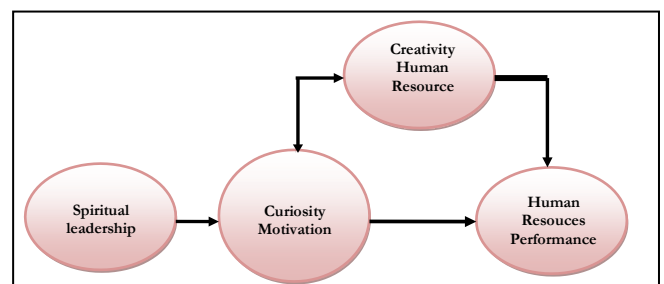 Creativity
Human
Resource
Spiritual
leadership
Curiosity
Motivation
Human
Resouces
Performance